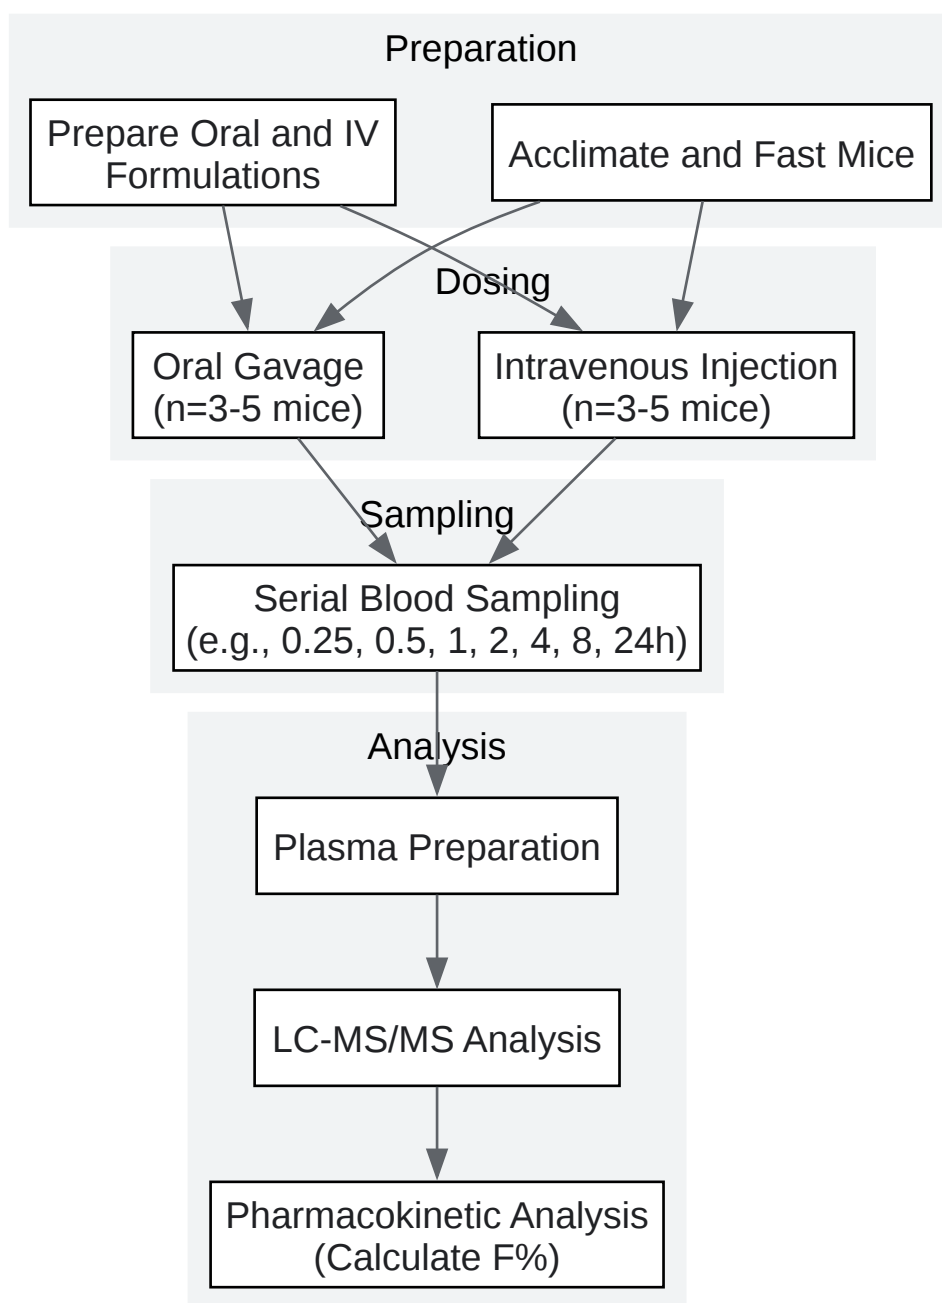 Preparation
Prepare Oral and IV
Formulations
Acclimate and Fast Mice
Dosing
Oral Gavage
(n=3-5 mice)
Intravenous Injection
(n=3-5 mice)
Sampling
Serial Blood Sampling
(e.g., 0.25, 0.5, 1, 2, 4, 8, 24h)
Analysis
Plasma Preparation
LC-MS/MS Analysis
Pharmacokinetic Analysis
(Calculate F%)